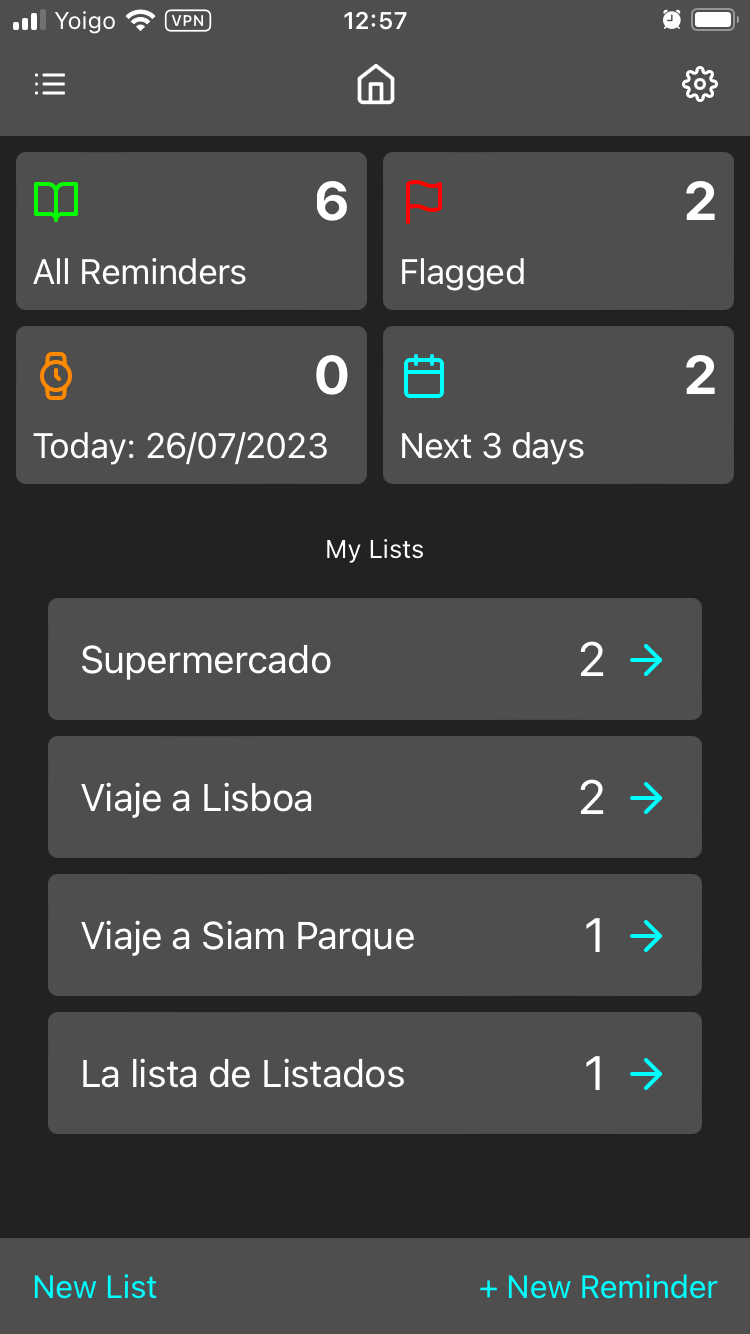 Yoigo VPN 12:57
6
All Reminders
2
Flagged
0
Today: 26/07/2023
2
Next 3 days
My Lists
Supermercado 2
Viaje a Lisboa 2
Viaje a Siam Parque 1
La lista de Listados 1
New List + New Reminder